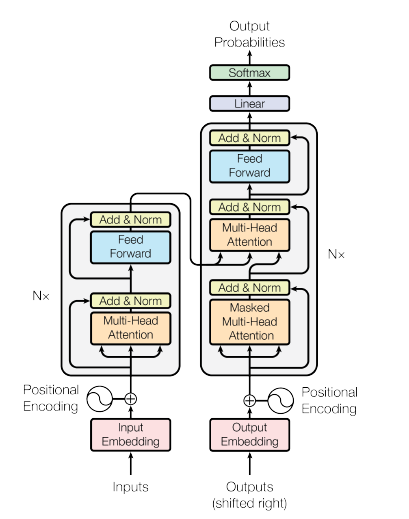 Output
Probabilities
Softmax
Linear
Add & Norm
Feed
Forward
Add & Norm
Multi-Head
Attention
Add & Norm
Masked
Multi-Head
Attention
N×
Add & Norm
Feed
Forward
N×
Add & Norm
Multi-Head
Attention
Positional
Encoding
Positional
Encoding
Input
Embedding
Output
Embedding
Inputs
Outputs
(shifted right)